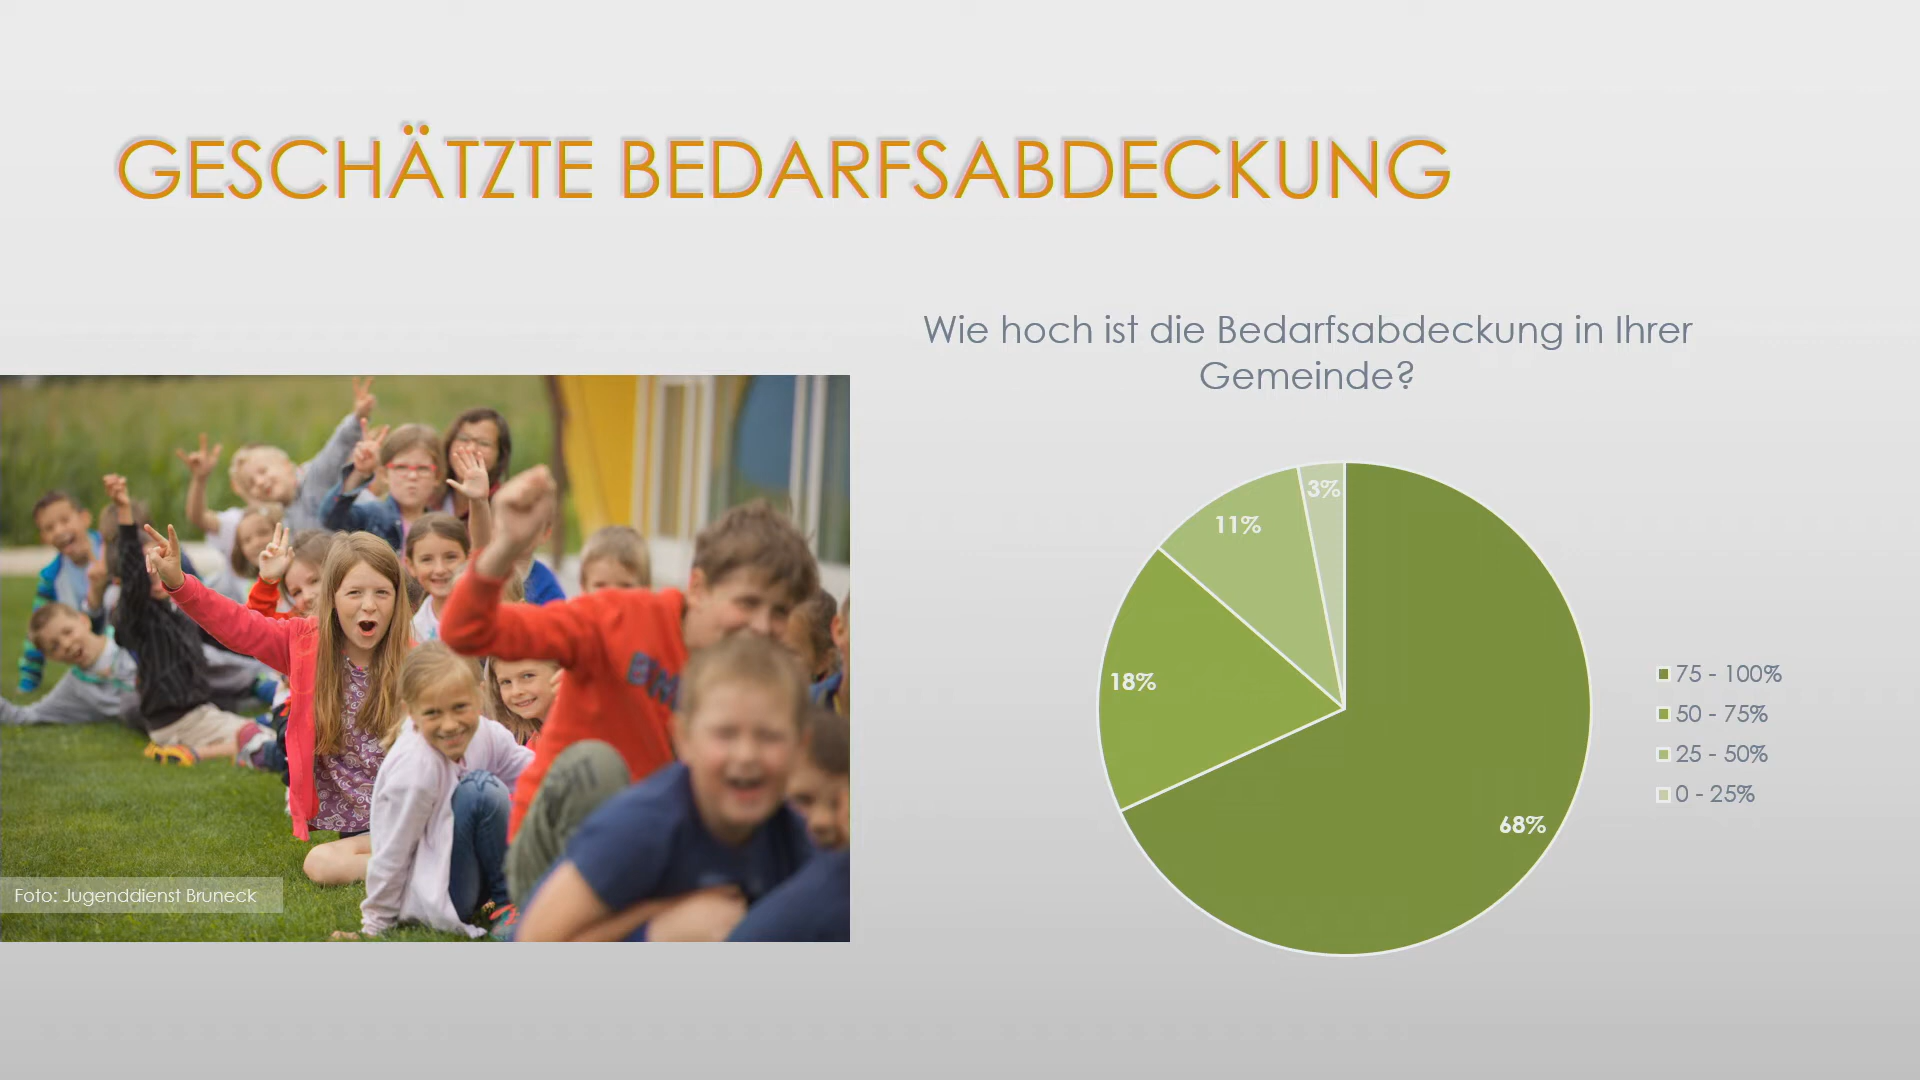 GESCHÄTZTE BEDARFSABDECKUNG
Wie hoch ist die Bedarfsabdeckung in Ihrer
Gemeinde?
3%
11%
18%
68%
75 - 100%
50 - 75%
25 - 50%
0 - 25%
Foto: Jugenddienst Bruneck